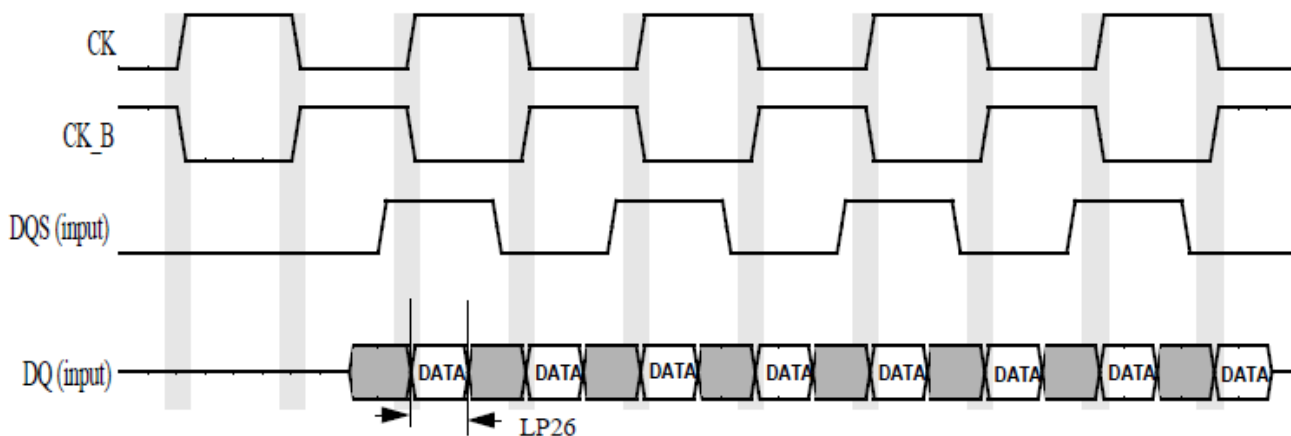 CK
CK_B
DQS (input)
DQ (input) DATA DATA DATA DATA DATA DATA DATA DATA
LP26